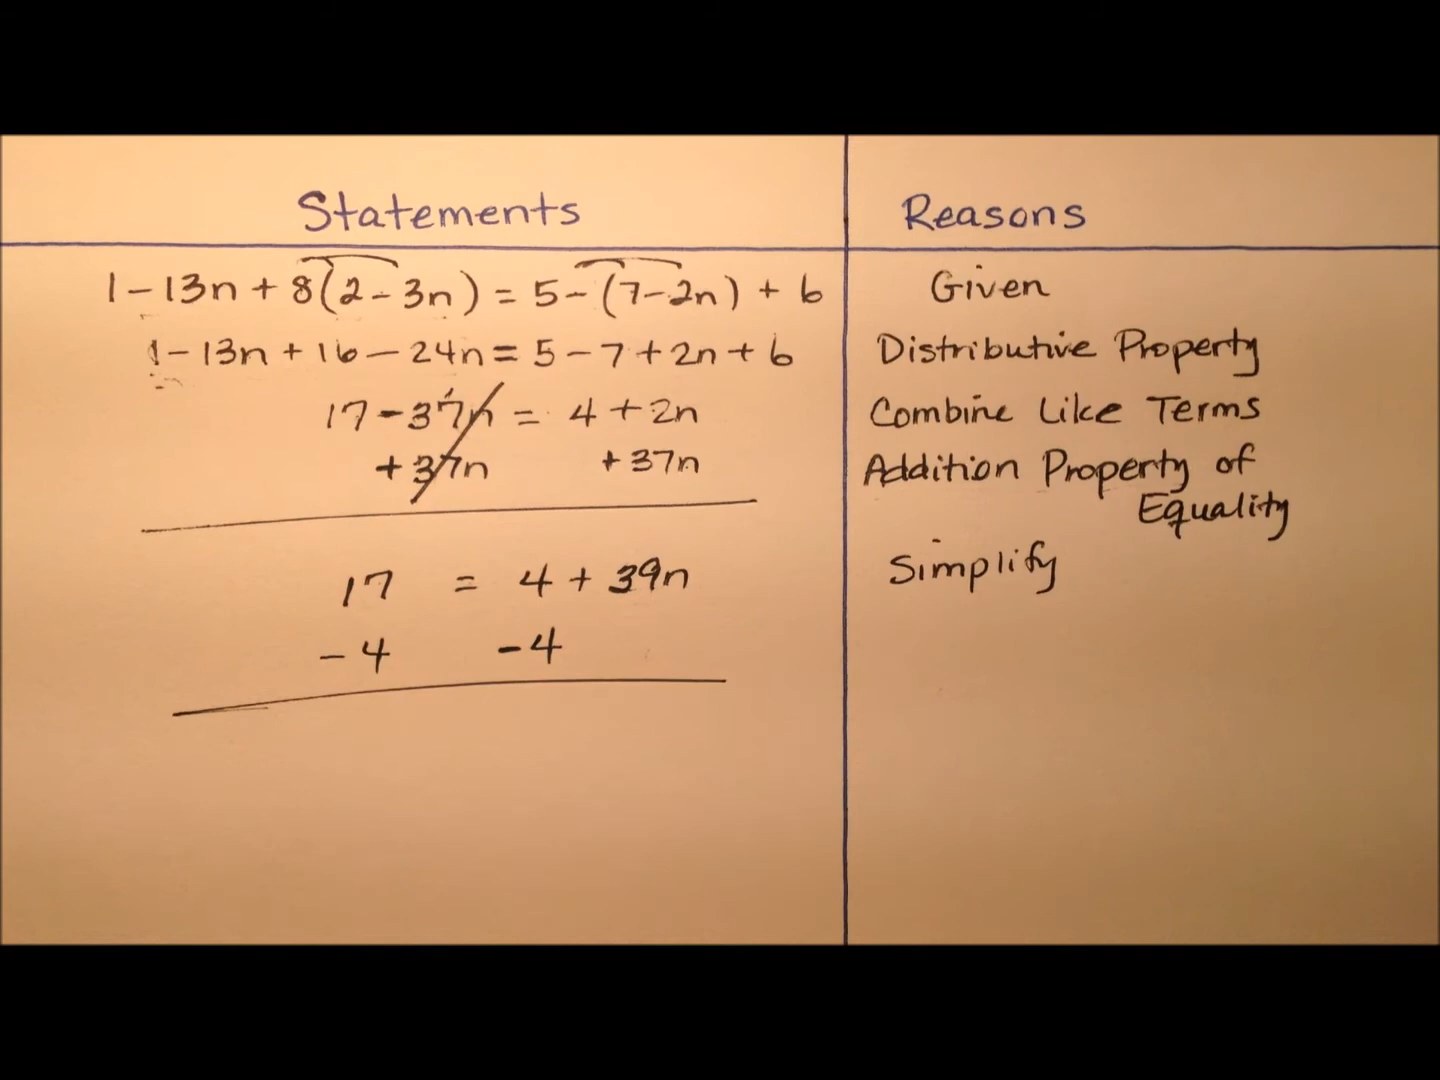 Statements Reasons
1 - 13n + 8(2 - 3n) = 5 - (7 - 2n) + 6 Given
1 - 13n + 16 - 24n = 5 - 7 + 2n + 6 Distributive Property
17 - 37n = 4 + 2n Combine Like Terms
+ 37n + 37n Addition Property of
Equality
17 = 4 + 39n Simplify
- 4 - 4